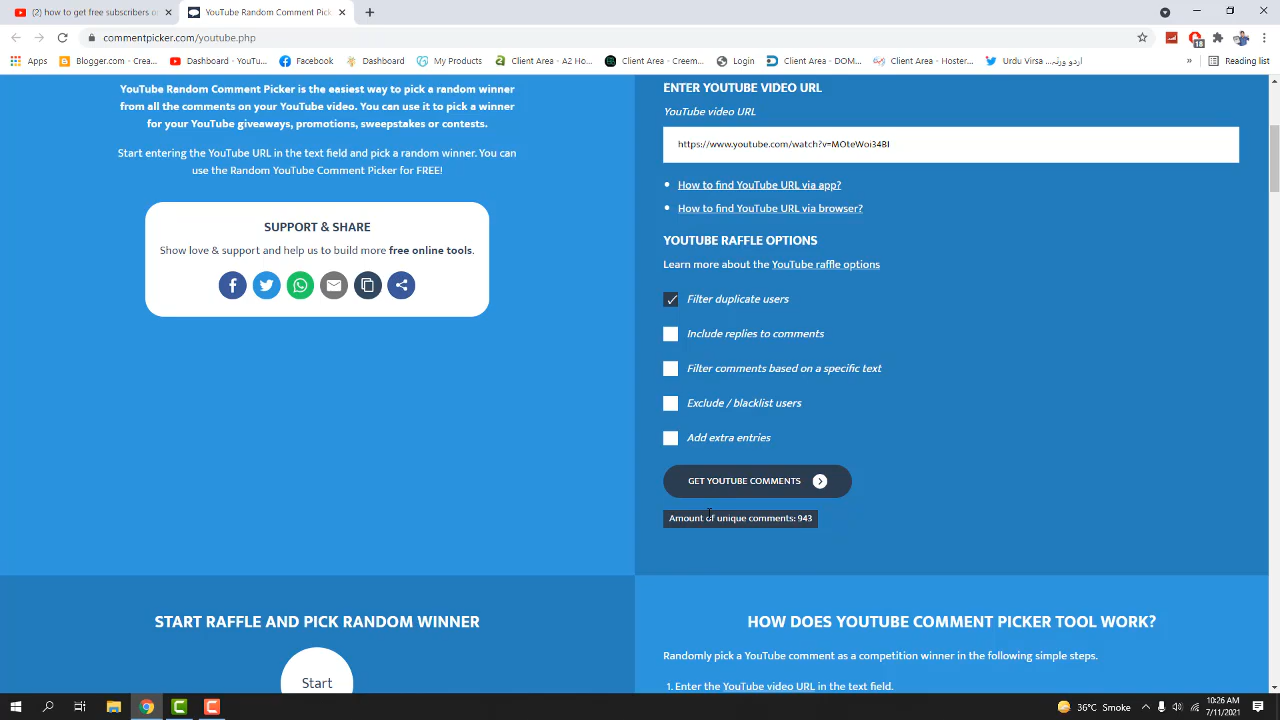 (2) how to get free subscribers o
YouTube Random Comment Pick
commentpicker.com/youtube.php
18
Apps
Blogger.com - Crea...
Dashboard - YouTu...
Facebook
Dashboard
My Products
Client Area - A2 Ho...
Client Area - Creem...
Login
Client Area - DOM...
Client Area - Hoster...
Urdu Virsa اردو ورثہ...
»
Reading list
YouTube Random Comment Picker is the easiest way to pick a random winner
from all the comments on your YouTube video. You can use it to pick a winner
for your YouTube giveaways, promotions, sweepstakes or contests.
Start entering the YouTube URL in the text field and pick a random winner. You can
use the Random YouTube Comment Picker for FREE!
SUPPORT & SHARE
Show love & support and help us to build more free online tools.
ENTER YOUTUBE VIDEO URL
YouTube video URL
https://www.youtube.com/watch?v=MOteWoi34BI
How to find YouTube URL via app?
How to find YouTube URL via browser?
YOUTUBE RAFFLE OPTIONS
Learn more about the YouTube raffle options
Filter duplicate users
Include replies to comments
Filter comments based on a specific text
Exclude / blacklist users
Add extra entries
GET YOUTUBE COMMENTS
Amount of unique comments: 943
START RAFFLE AND PICK RANDOM WINNER
Start
HOW DOES YOUTUBE COMMENT PICKER TOOL WORK?
Randomly pick a YouTube comment as a competition winner in the following simple steps.
1. Enter the YouTube video URL in the text field.
36°C Smoke
10:26 AM
7/11/2021